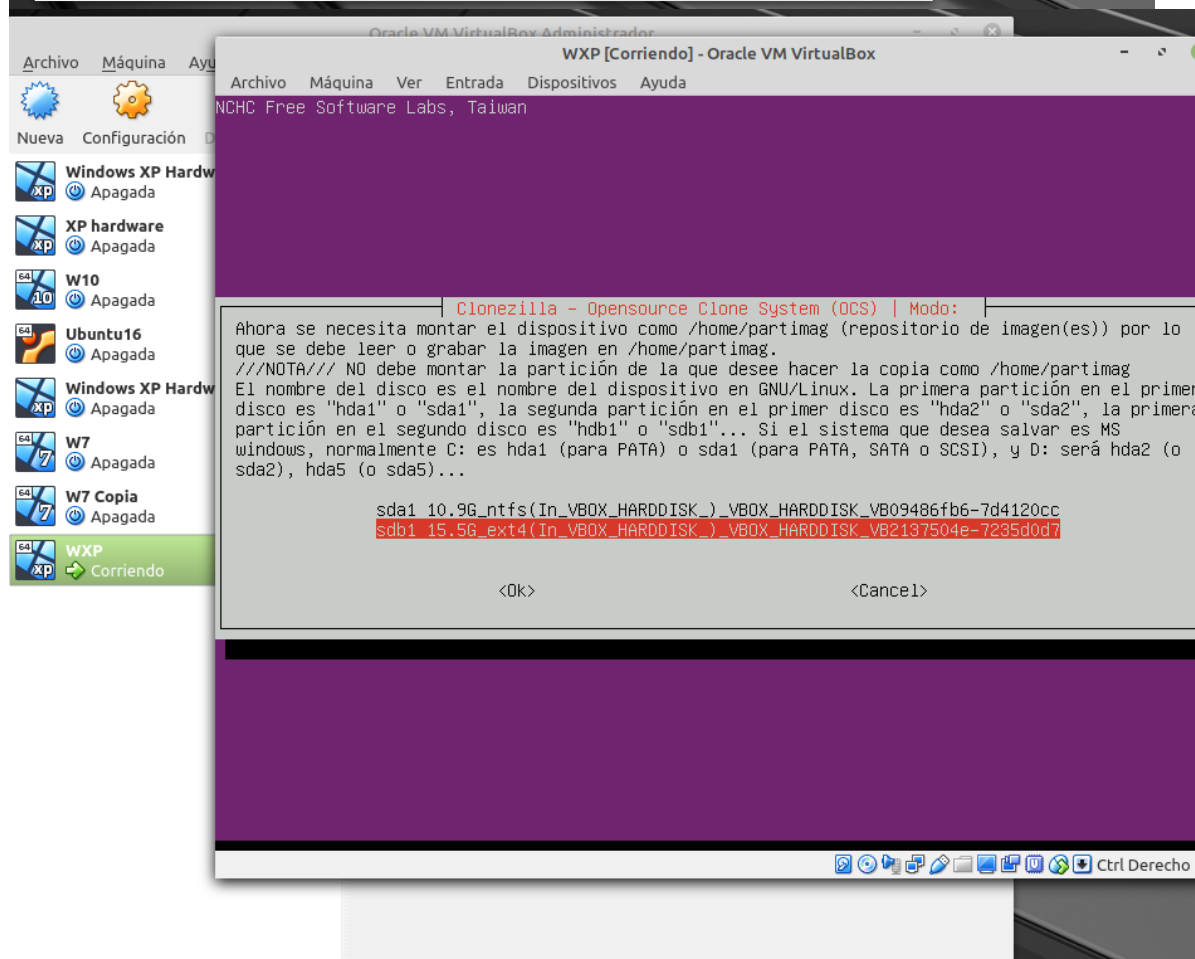 Oracle VM VirtualBox Administrador
WXP [Corriendo] - Oracle VM VirtualBox
Archivo Máquina Ayu
Archivo Máquina Ver Entrada Dispositivos Ayuda
NCHC Free Software Labs, Taiwan
Nueva Configuración D
Windows XP Hardw
Apagada
XP hardware
Apagada
W10
Apagada
Ubuntu16
Apagada
Windows XP Hardw
Apagada
W7
Apagada
W7 Copia
Apagada
WXP
Corriendo
Clonezilla - Opensource Clone System (OCS) | Modo:
Ahora se necesita montar el dispositivo como /home/partimag (repositorio de imagen(es)) por lo
que se debe leer o grabar la imagen en /home/partimag.
///NOTA/// NO debe montar la partición de la que desee hacer la copia como /home/partimag
El nombre del disco es el nombre del dispositivo en GNU/Linux. La primera partición en el primer
disco es "hda1" o "sda1", la segunda partición en el primer disco es "hda2" o "sda2", la primera
partición en el segundo disco es "hdb1" o "sdb1"... Si el sistema que desea salvar es MS
windows, normalmente C: es hda1 (para PATA) o sda1 (para PATA, SATA o SCSI), y D: será hda2 (o
sda2), hda5 (o sda5)...
sda1 10.9G_ntfs(In_VBOX_HARDDISK_)_VBOX_HARDDISK_VB09486fb6-7d4120cc
sdb1 15.5G_ext4(In_VBOX_HARDDISK_)_VBOX_HARDDISK_VB2137504e-7235d0d7
<Ok> <Cancel>
Ctrl Derecho